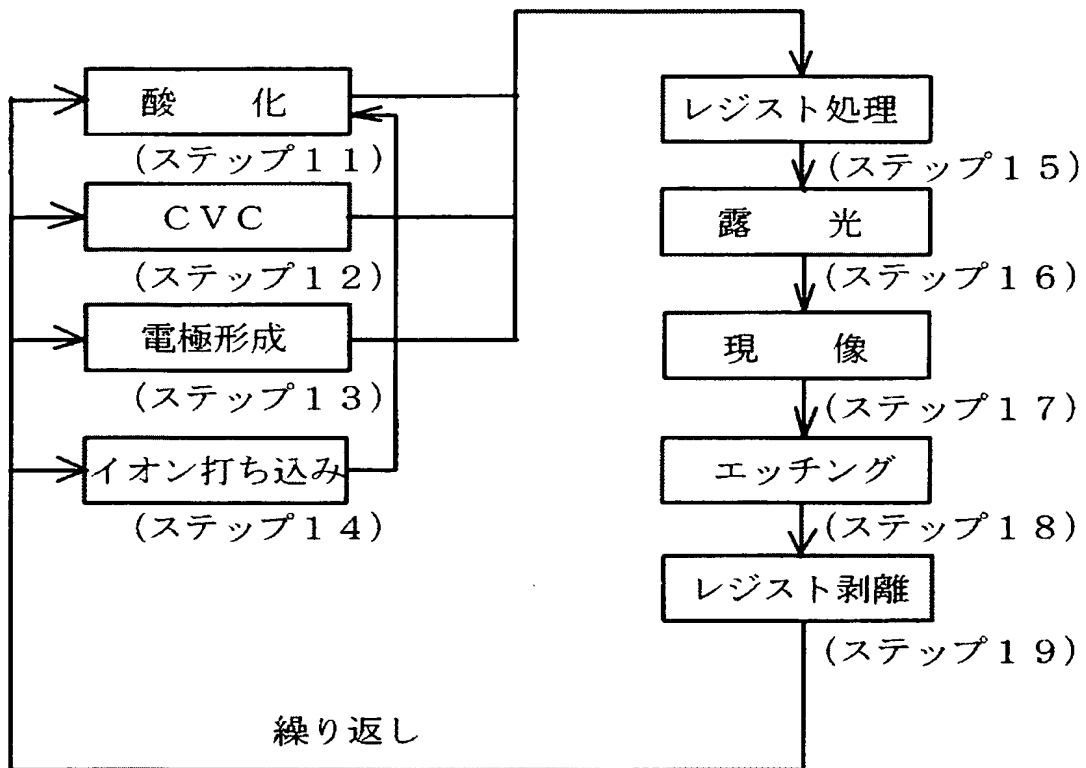 酸　　化
(ステップ１１)
ＣＶＣ
(ステップ１２)
電極形成
(ステップ１３)
イオン打ち込み
(ステップ１４)
レジスト処理
(ステップ１５)
露　　光
(ステップ１６)
現　　像
(ステップ１７)
エッチング
(ステップ１８)
レジスト剥離
(ステップ１９)
繰り返し